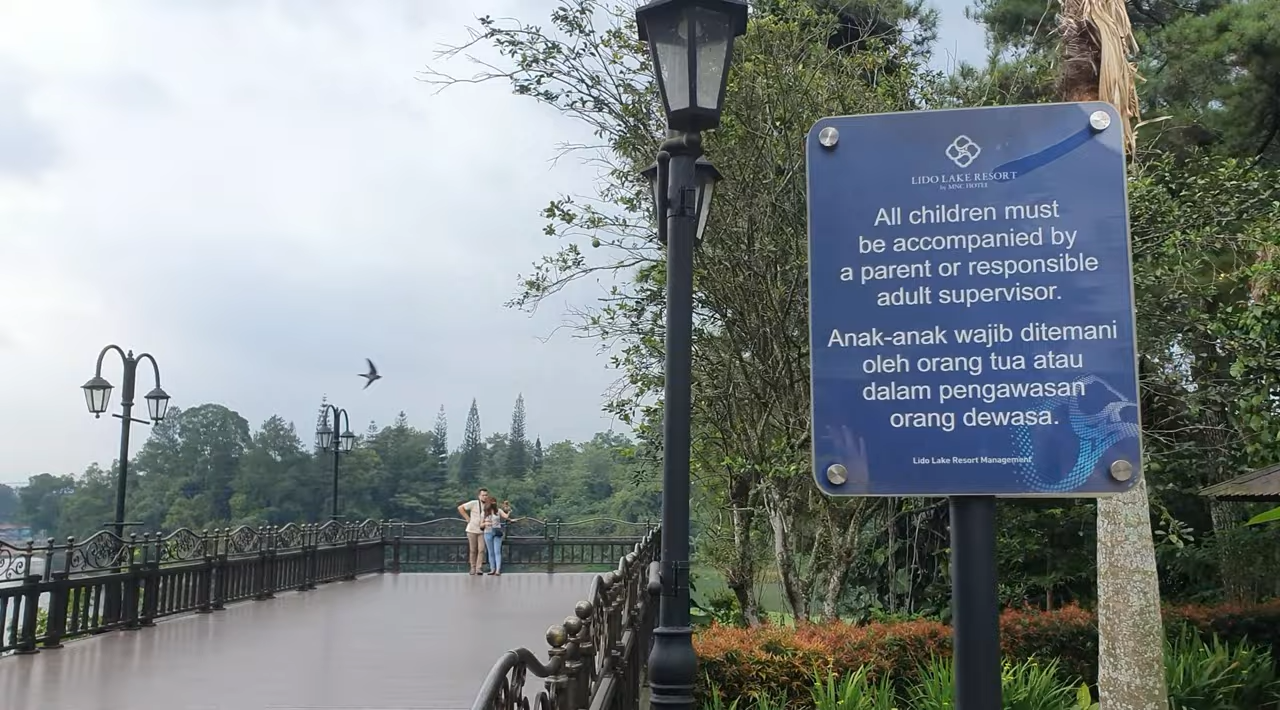 LIDO LAKE RESORT
by MNC HOTEL
All children must
be accompanied by
a parent or responsible
adult supervisor.
Anak-anak wajib ditemani
oleh orang tua atau
dalam pengawasan
orang dewasa.
Lido Lake Resort Management